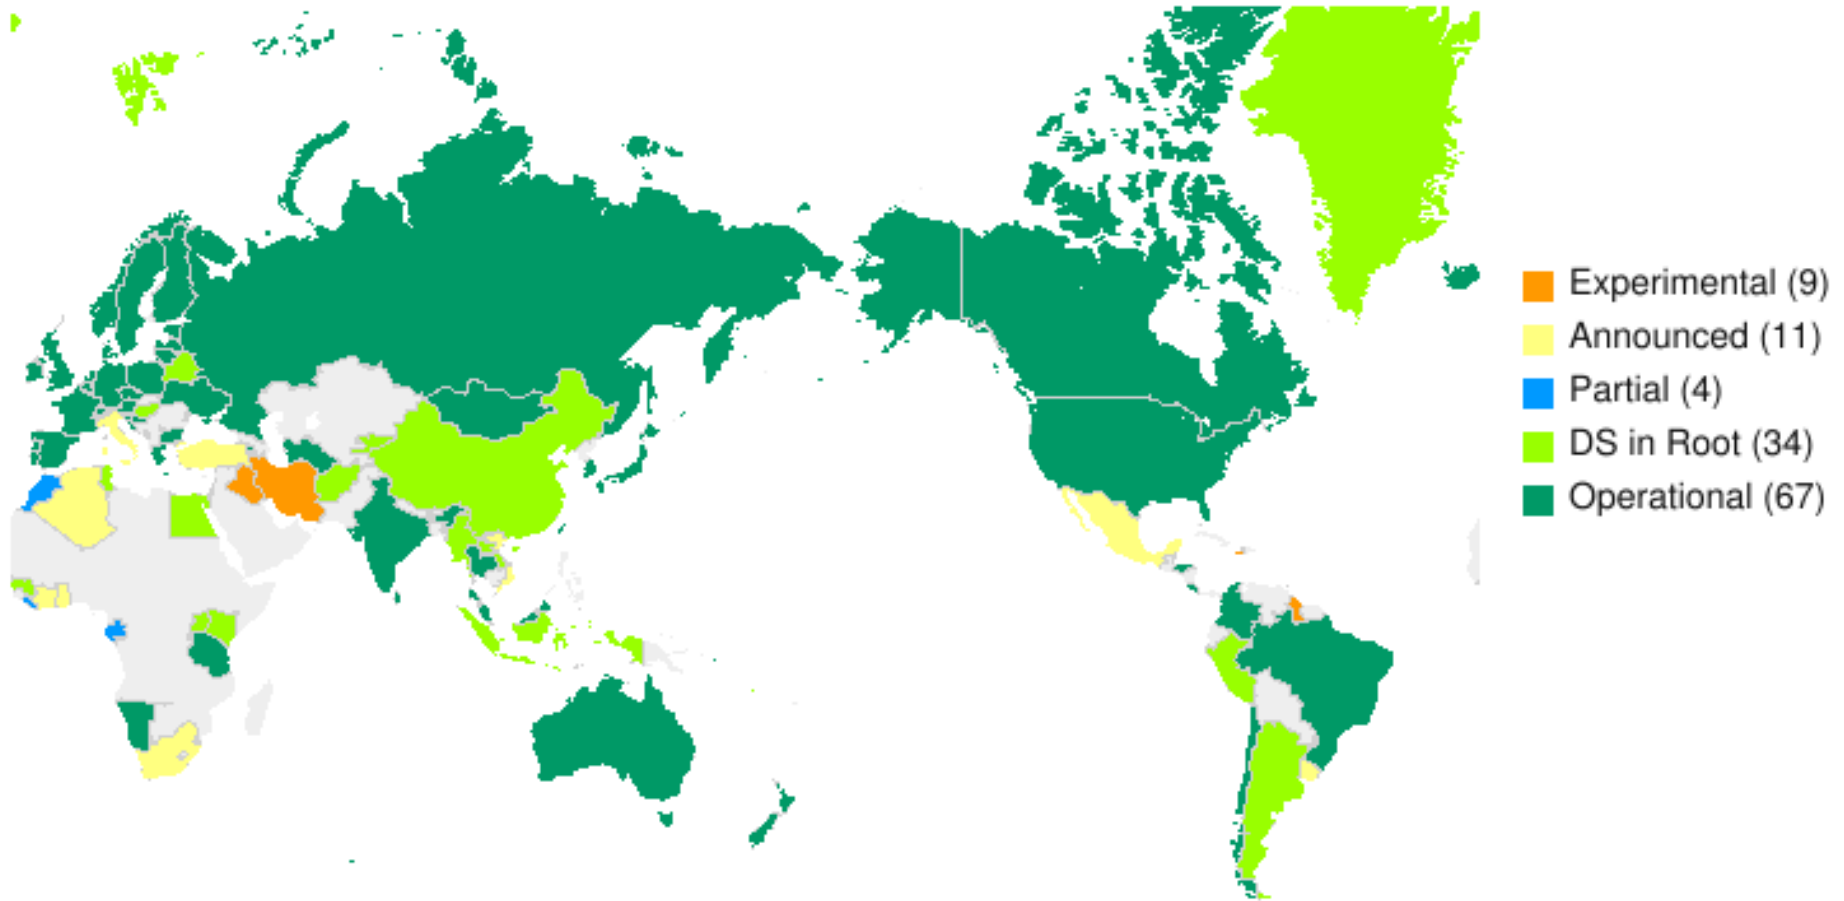 Experimental (9)
Announced (11)
Partial (4)
DS in Root (34)
Operational (67)